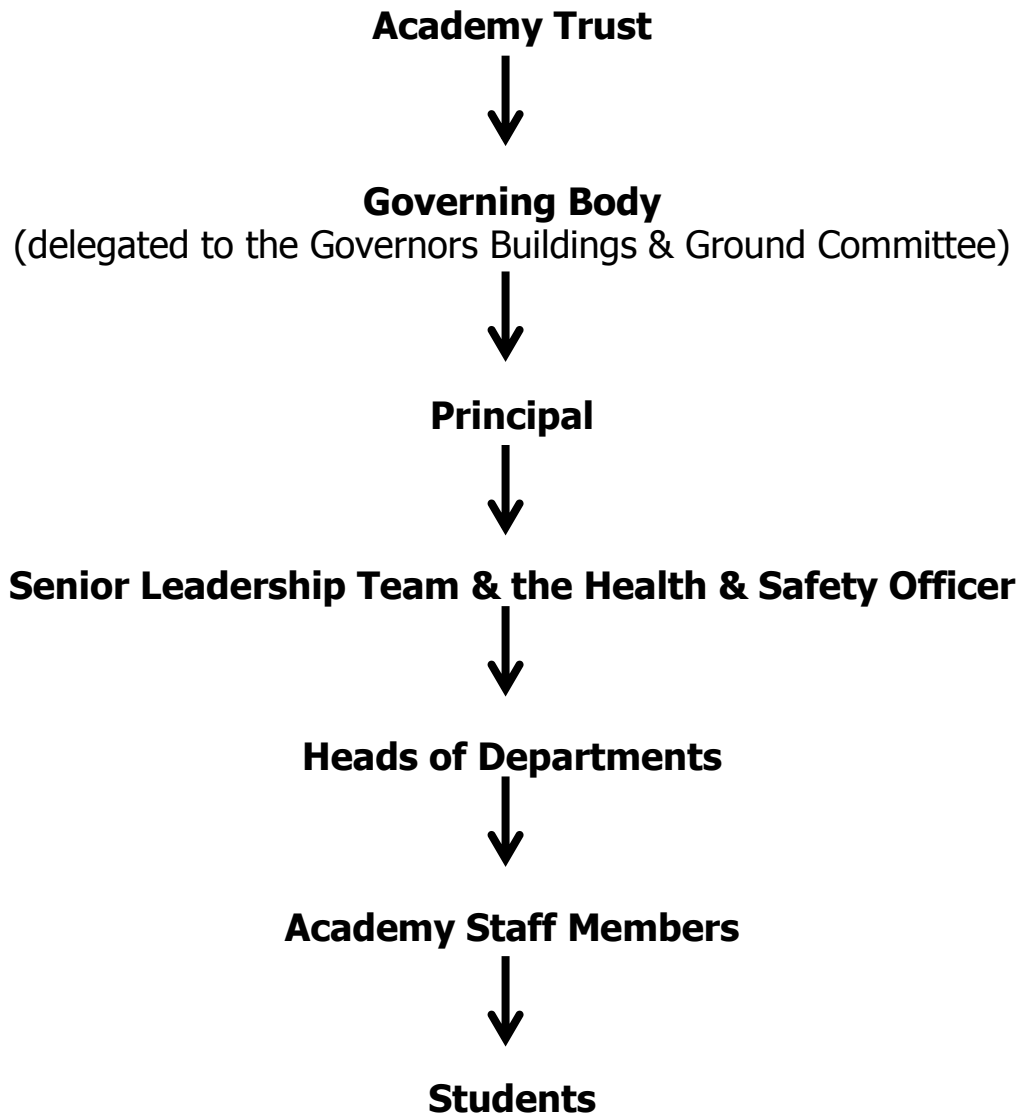 Academy Trust
Governing Body
(delegated to the Governors Buildings & Ground Committee)
Principal
Senior Leadership Team & the Health & Safety Officer
Heads of Departments
Academy Staff Members
Students